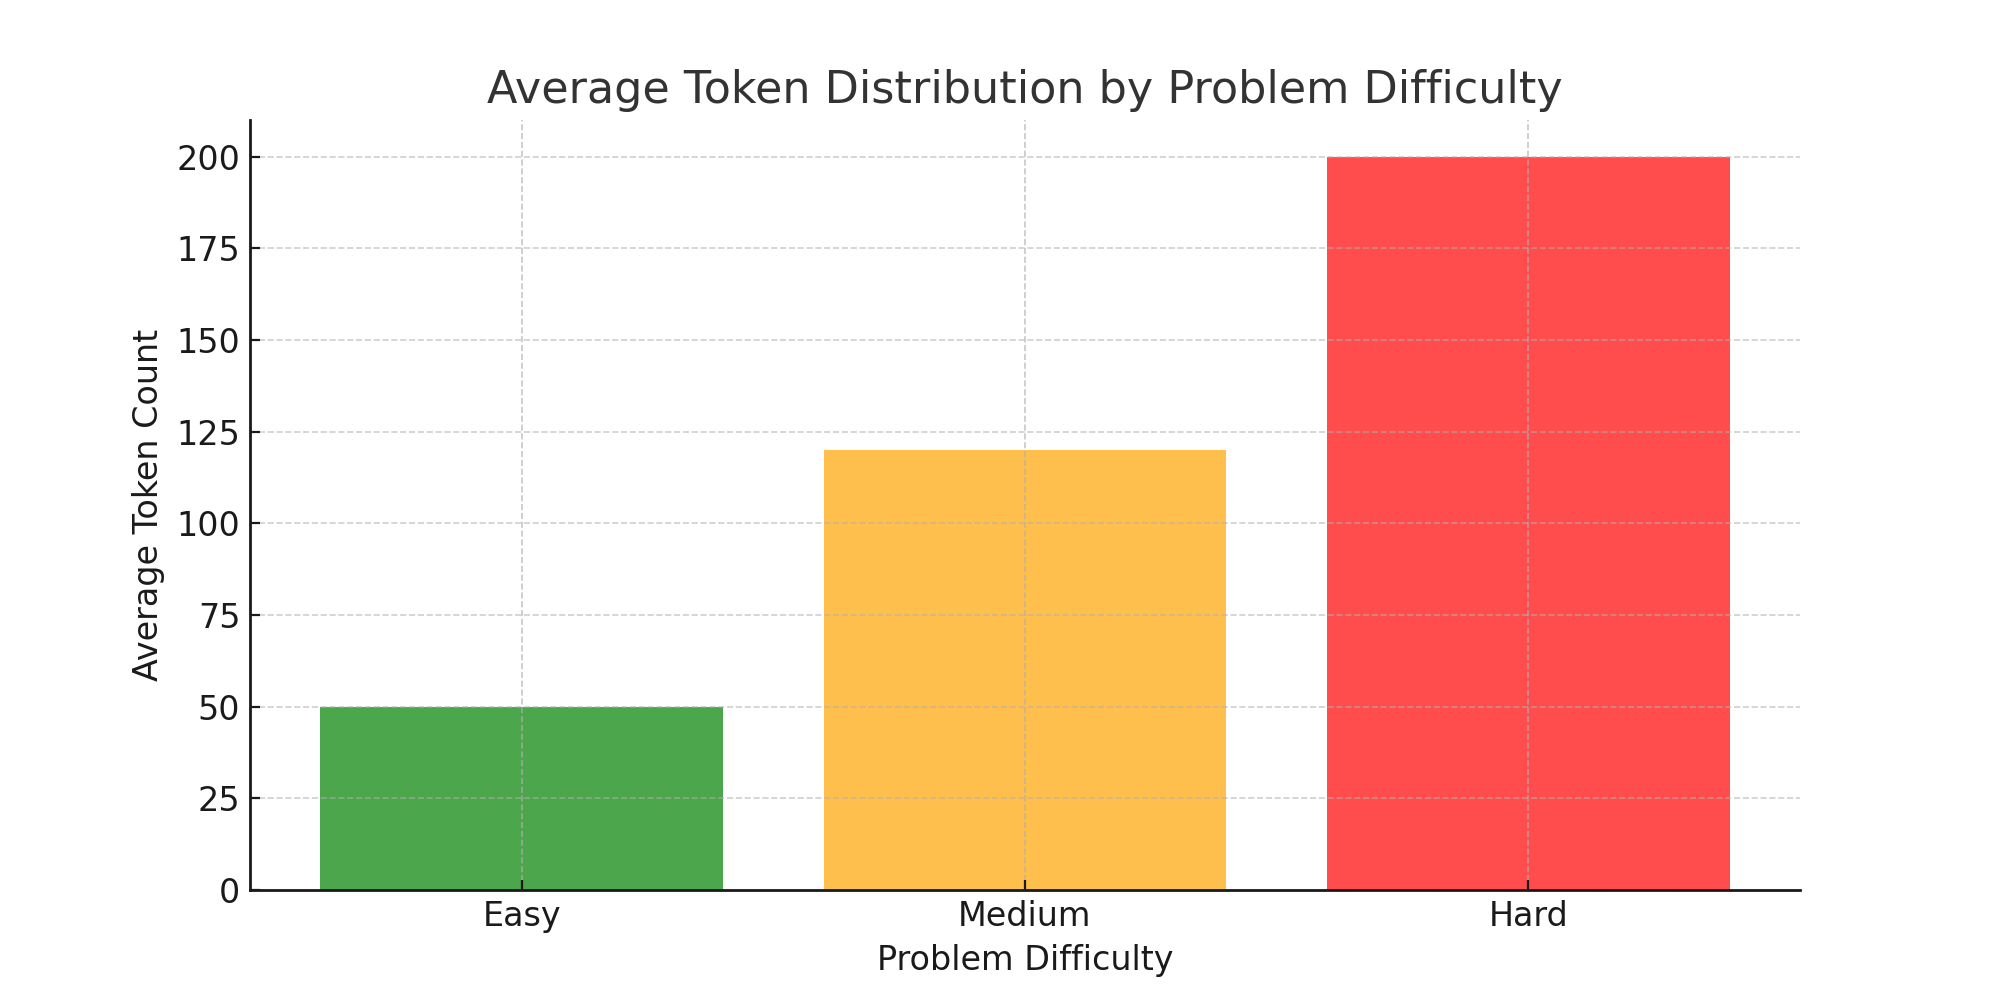 Average Token Distribution by Problem Difficulty
Average Token Count
200
175
150
125
100
75
50
25
0
Easy
Medium
Hard
Problem Difficulty